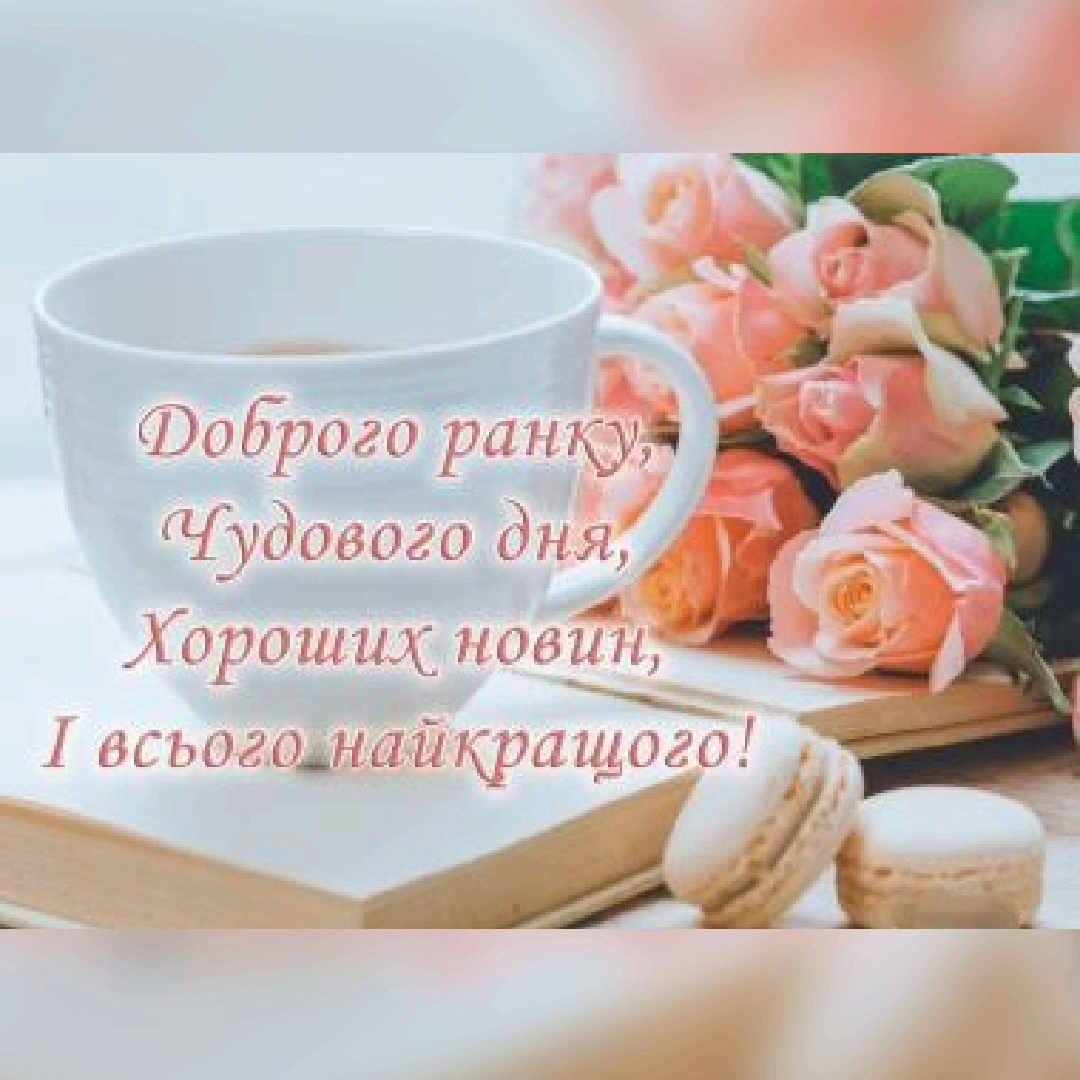 Доброго ранку,
Чудового дня,
Хороших новин,
І всього найкращого!